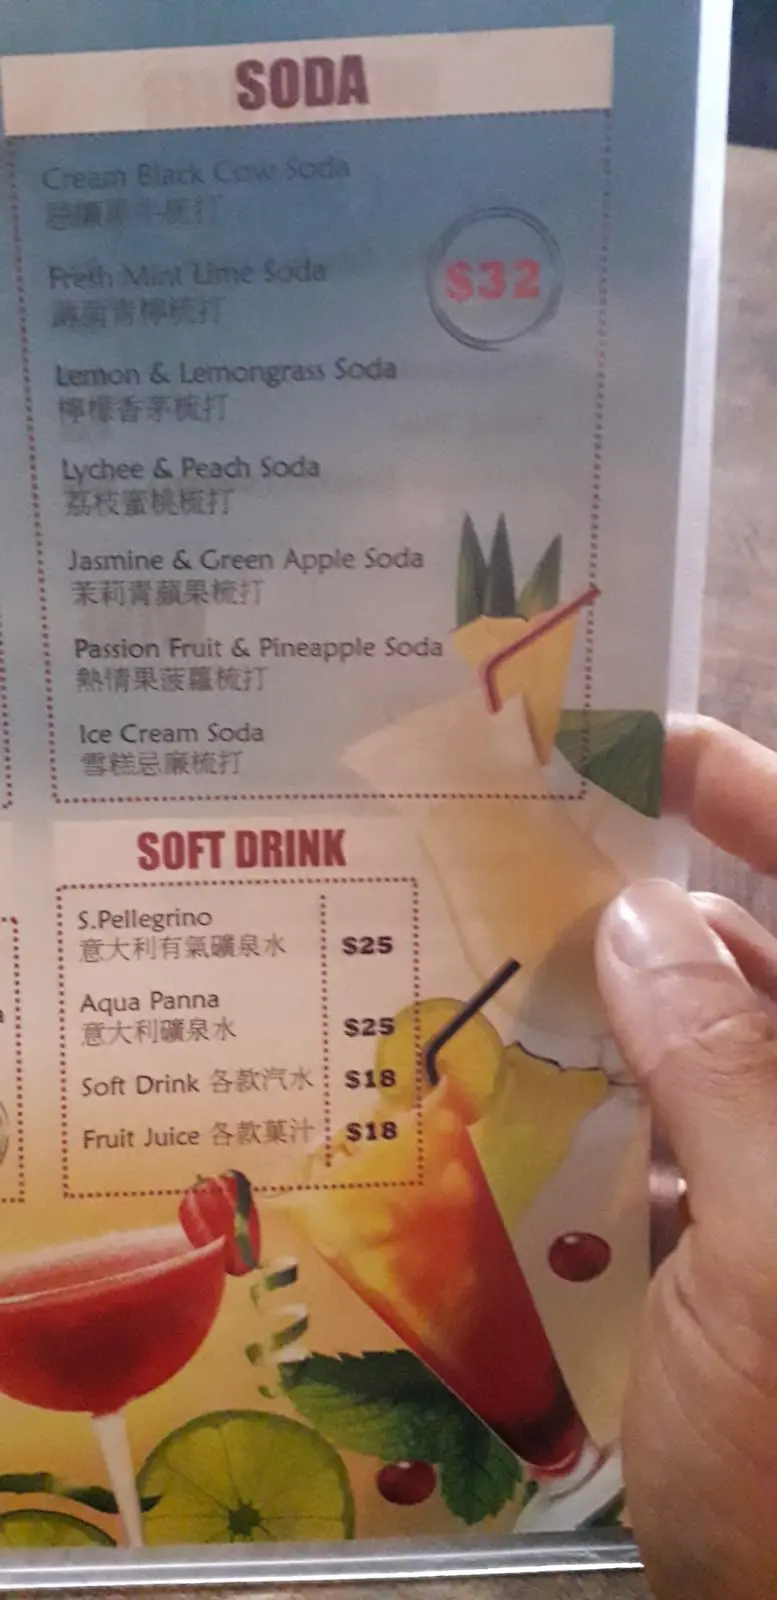 SODA
Cream Black Cow Soda
忌廉黑牛梳打
Fresh Mint Lime Soda
薄荷青檸梳打
$32
Lemon & Lemongrass Soda
檸檬香茅梳打
Lychee & Peach Soda
荔枝蜜桃梳打
Jasmine & Green Apple Soda
茉莉青蘋果梳打
Passion Fruit & Pineapple Soda
熱情果菠蘿梳打
Ice Cream Soda
雪糕忌廉梳打
SOFT DRINK
S.Pellegrino
意大利有氣礦泉水 $25
Aqua Panna
意大利礦泉水 $25
Soft Drink 各款汽水 $18
Fruit Juice 各款菓汁 $18